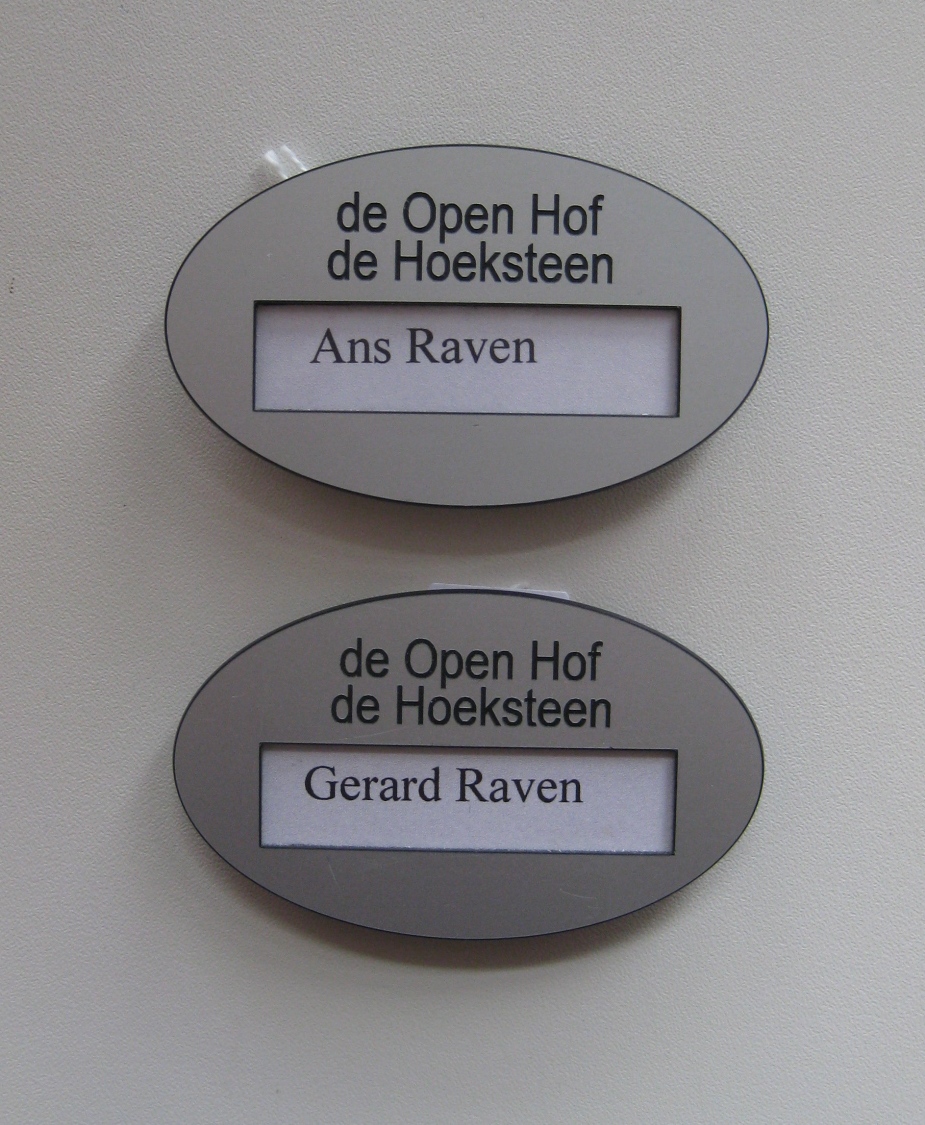 de Open Hof
de Hoeksteen
Ans Raven
de Open Hof
de Hoeksteen
Gerard Raven